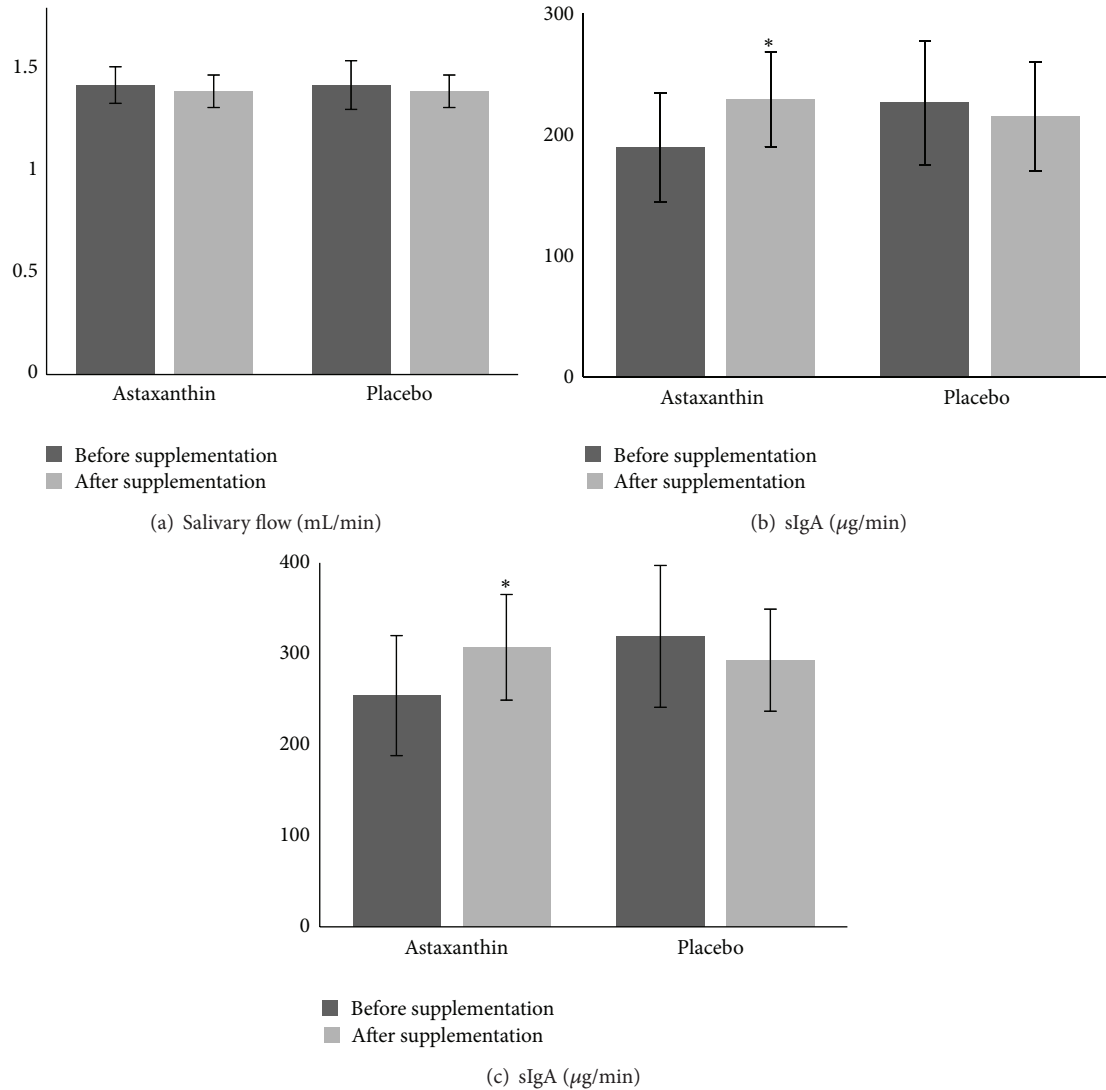 1.5
1
0.5
0
Astaxanthin Placebo
Before supplementation
After supplementation
(a) Salivary flow (mL/min)
300
200
100
0
*
Astaxanthin Placebo
Before supplementation
After supplementation
(b) sIgA (μg/min)
400
300
200
100
0
*
Astaxanthin Placebo
Before supplementation
After supplementation
(c) sIgA (μg/min)